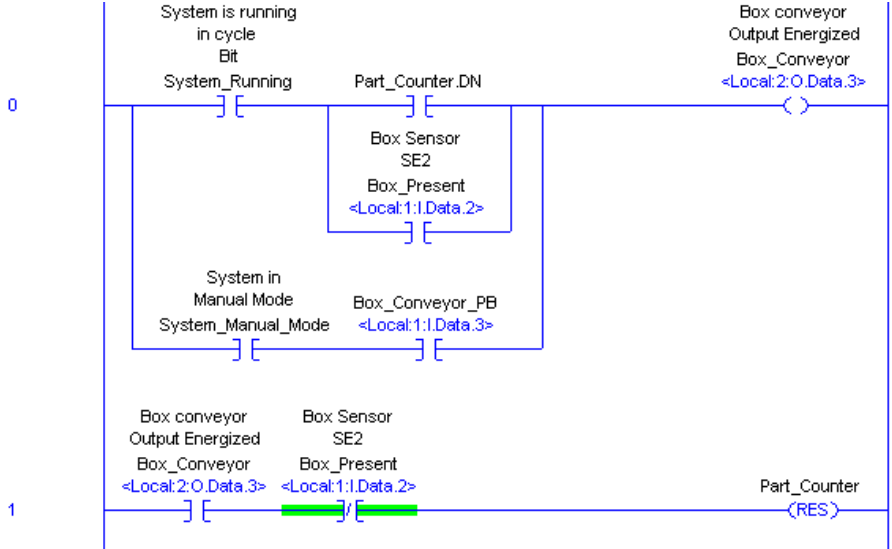 System is running
in cycle
Bit
System_Running
Part_Counter.DN
Box conveyor
Output Energized
Box_Conveyor
<Local:2:O.Data.3>
0
Box Sensor
SE2
Box_Present
<Local:1:I.Data.2>
System in
Manual Mode
System_Manual_Mode
Box_Conveyor_PB
<Local:1:I.Data.3>
Box conveyor
Output Energized
Box_Conveyor
<Local:2:O.Data.3>
Box Sensor
SE2
Box_Present
<Local:1:I.Data.2>
Part_Counter
1
RES